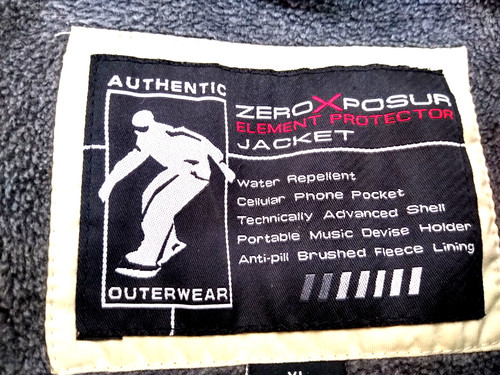 AUTHENTIC
OUTERWEAR
ZEROXPOSUR
ELEMENT PROTECTOR
JACKET
Water Repellent
Cellular Phone Pocket
Technically Advanced Shell
Portable Music Devise Holder
Anti-pill Brushed Fleece Lining
XL